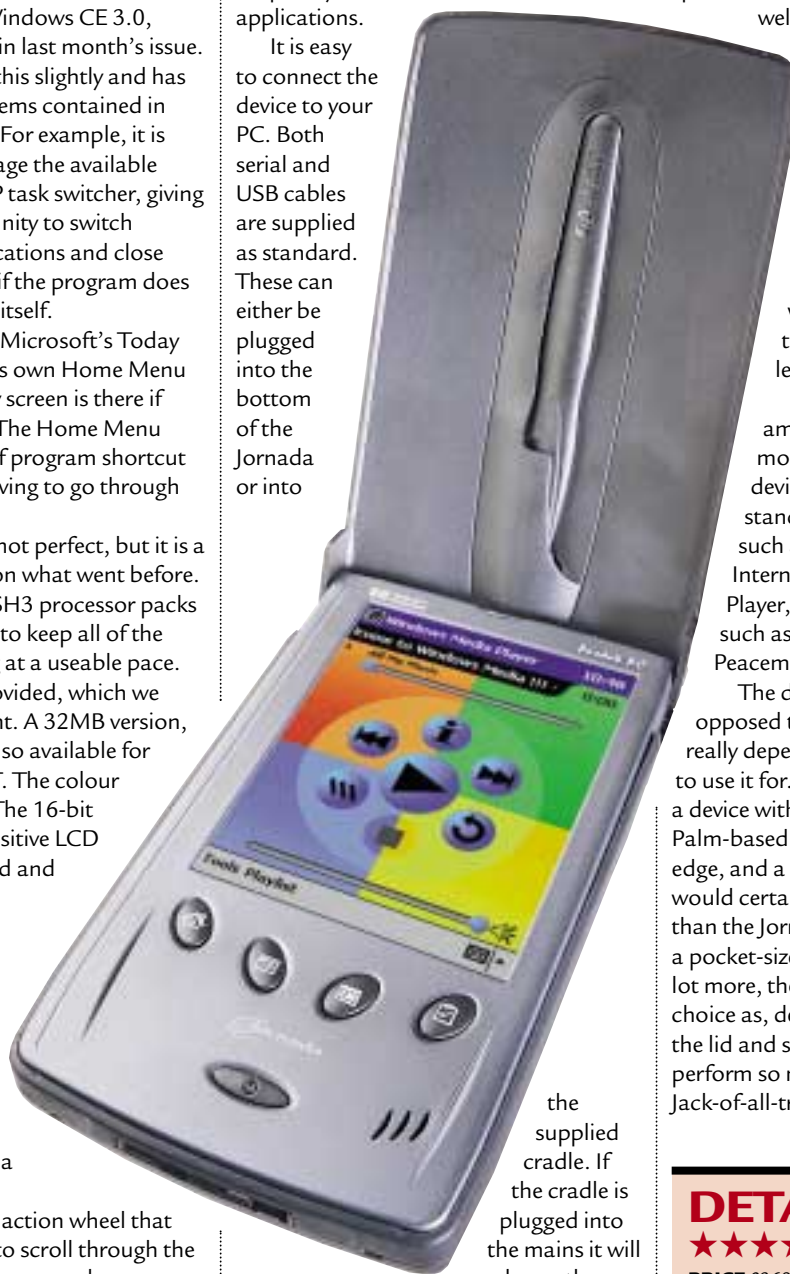 Windows CE 3.0,
in last month's issue.
this slightly and has
ems contained in
For example, it is
age the available
P task switcher, giving
nity to switch
cations and close
if the program does
itself.
Microsoft's Today
s own Home Menu
screen is there if
The Home Menu
f program shortcut
ving to go through
not perfect, but it is a
on what went before.
SH3 processor packs
to keep all of the
g at a useable pace.
ovided, which we
nt. A 32MB version,
so available for
T. The colour
The 16-bit
sitive LCD
d and
a
action wheel that
to scroll through the
applications.
It is easy
to connect the
device to your
PC. Both
serial and
USB cables
are supplied
as standard.
These can
either be
plugged
into the
bottom
of the
Jornada
or into
the
supplied
cradle. If
the cradle is
plugged into
the mains it will
Windows Media Player
Pocket PC
Tools Playlist
Jornada
wel
t
le
am
mo
devi
stand
such
Intern
Player,
such as
Peacem
The d
opposed t
really depe
to use it for.
a device with
Palm-based
edge, and a
would certa
than the Jorn
a pocket-size
lot more, the
choice as, de
the lid and s
perform so
Jack-of-all-tr
DETA
PRICE